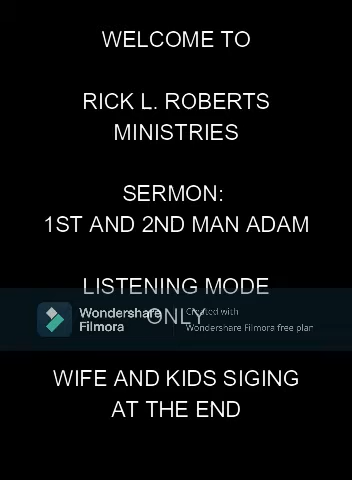 WELCOME TO
RICK L. ROBERTS
MINISTRIES
SERMON:
1ST AND 2ND MAN ADAM
LISTENING MODE
ONLY
Wondershare
Filmora
Created with
Wondershare Filmora free plan
WIFE AND KIDS SIGING
AT THE END